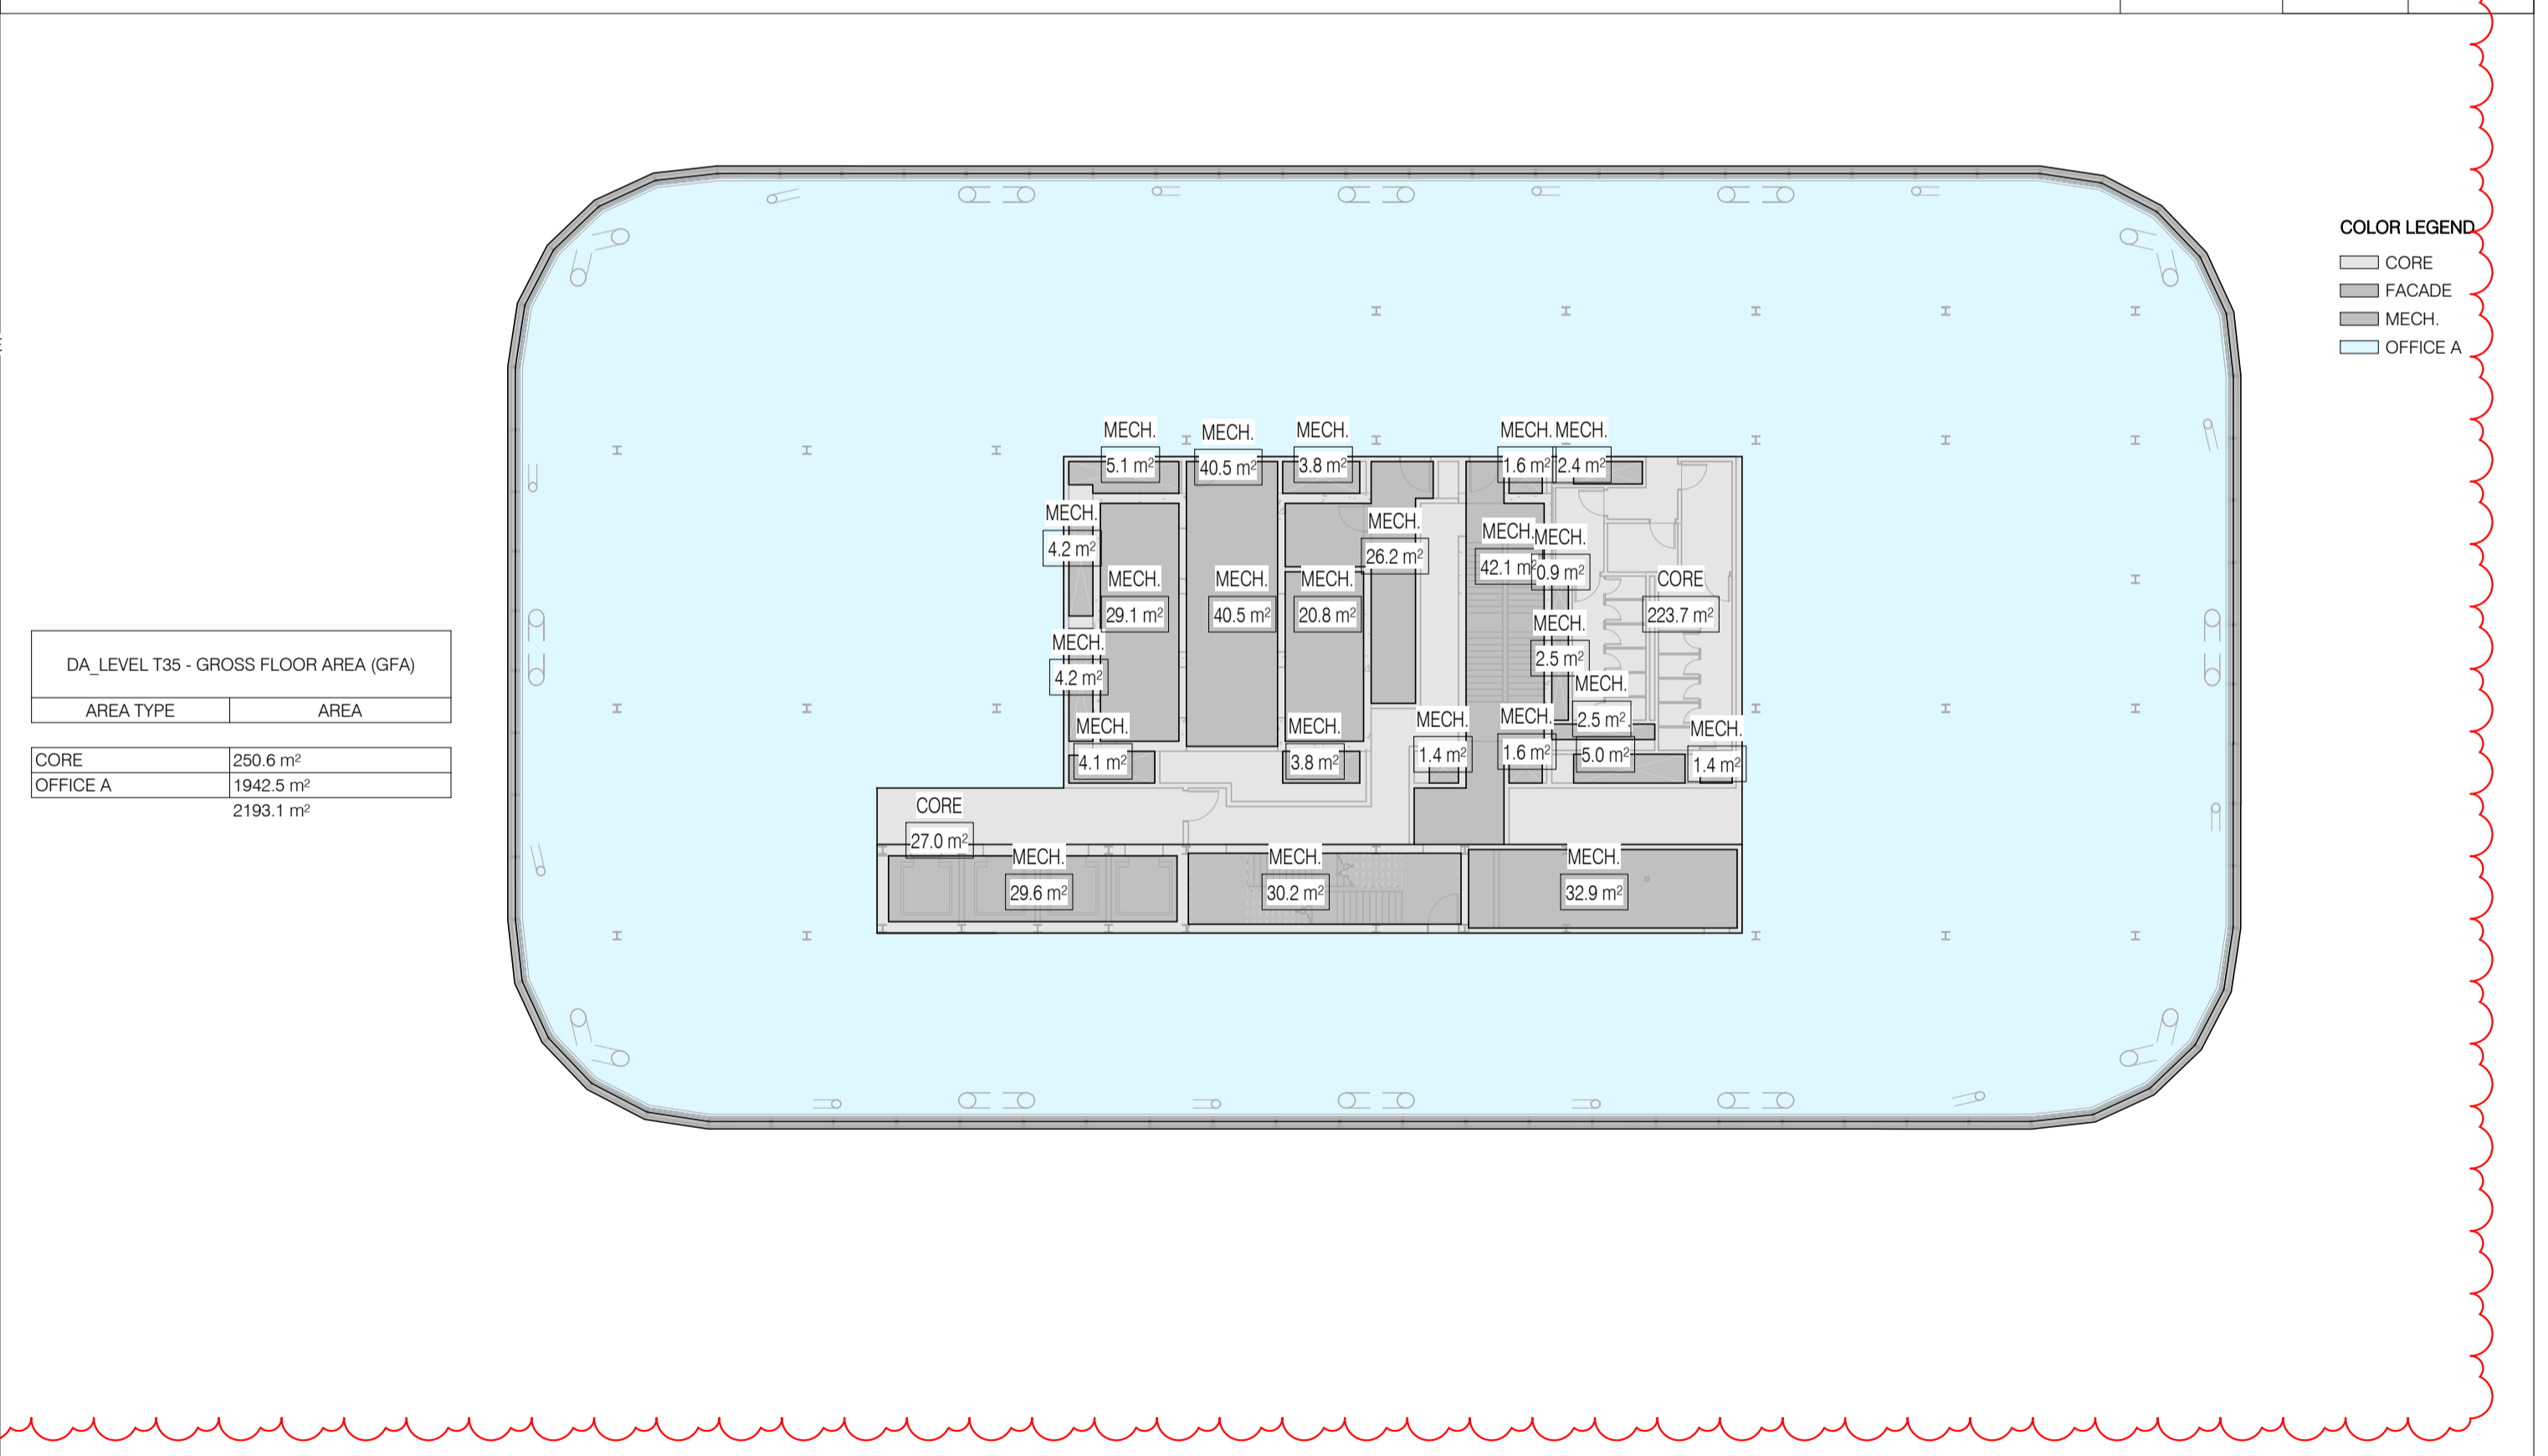 COLOR LEGEND
CORE
FACADE
MECH.
OFFICE A
MECH.
5.1 m²
MECH.
40.5 m²
MECH.
3.8 m²
MECH.
1.6 m²
MECH.
2.4 m²
MECH.
4.2 m²
MECH.
26.2 m²
MECH.
42.1 m²
MECH.
0.9 m²
MECH.
29.1 m²
MECH.
40.5 m²
MECH.
20.8 m²
CORE
223.7 m²
MECH.
4.2 m²
MECH.
2.5 m²
MECH.
2.5 m²
MECH.
4.1 m²
MECH.
3.8 m²
MECH.
1.4 m²
MECH.
1.6 m²
5.0 m²
MECH.
1.4 m²
CORE
27.0 m²
MECH.
29.6 m²
MECH.
30.2 m²
MECH.
32.9 m²
DA_LEVEL T35 - GROSS FLOOR AREA (GFA)
AREA TYPE AREA
CORE 250.6 m²
OFFICE A 1942.5 m²
2193.1 m²